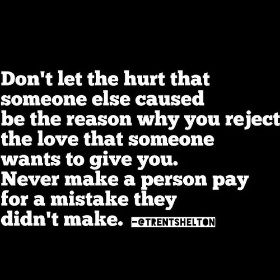 Don't let the hurt that
someone else caused
be the reason why you reject
the love that someone
wants to give you.
Never make a person pay
for a mistake they
didn't make. -@TRENTSHELTON